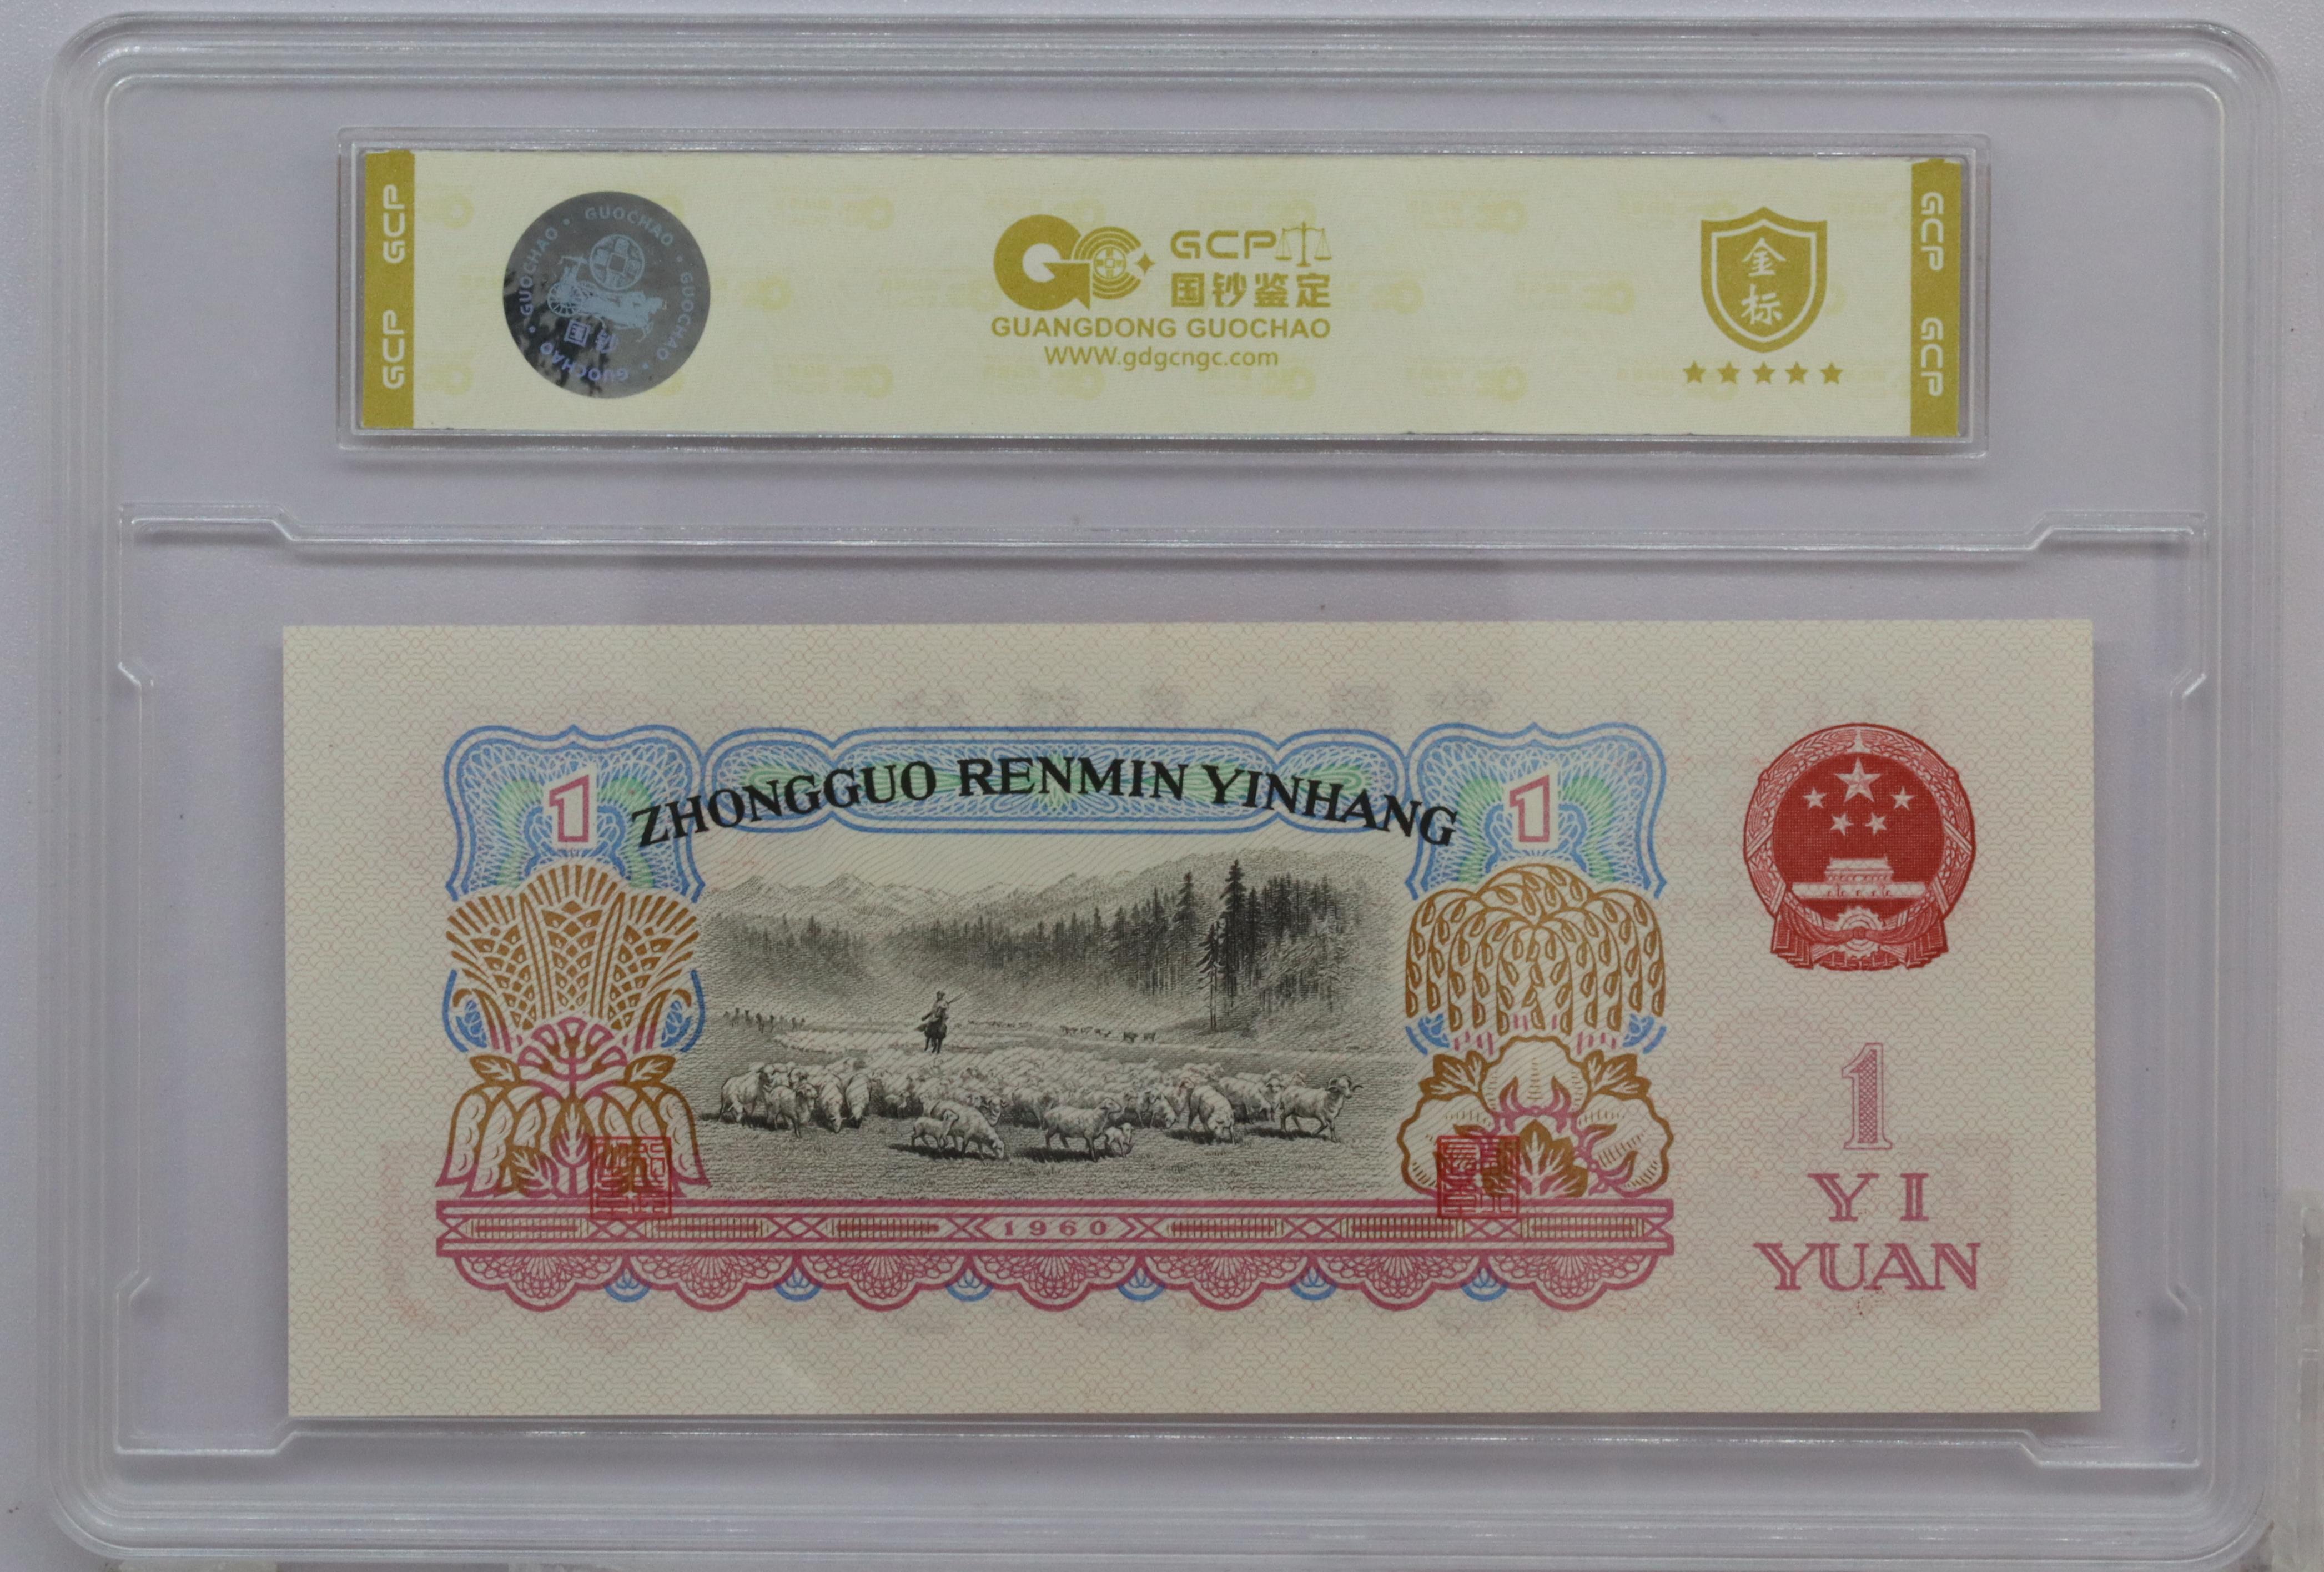 GCP GCP
GUOCHAO • GUOCHAO • GUOCHAO • GUOCHAO
国钞
GC GCP
国钞鉴定
GUANGDONG GUOCHAO
WWW.gdgcngc.com
金标
GCP GCP
ZHONGGUO RENMIN YINHANG
1 1
1960
1
YI
YUAN